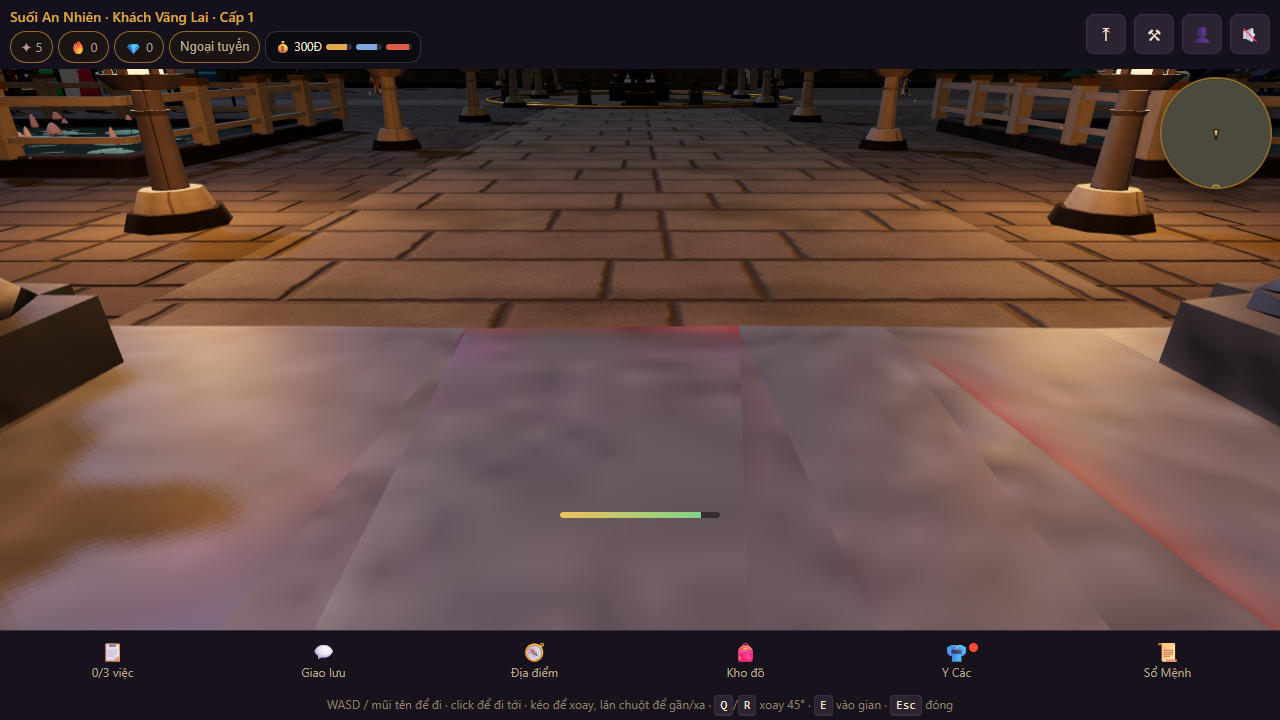 Suối An Nhiên · Khách Vãng Lai · Cấp 1
5 0 0 Ngoại tuyến 300Đ
0/3 việc Giao lưu Địa điểm Kho đồ Y Các Sổ Mệnh
WASD / mũi tên để đi · click để đi tới · kéo để xoay, lăn chuột để gần/xa · Q / R xoay 45° · E vào gian · Esc đóng